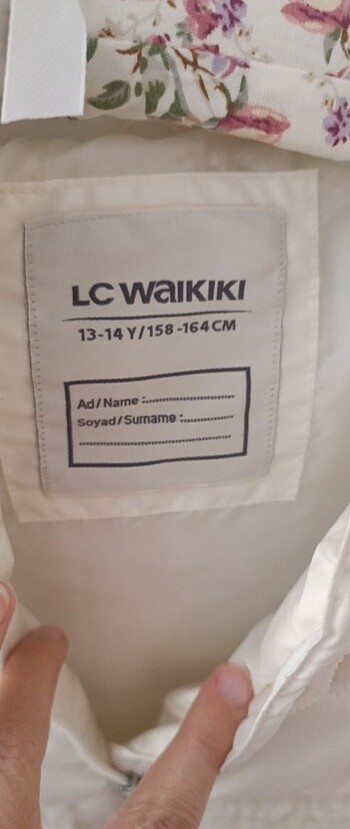 LC WAIKIKI
13-14 Y/158-164 CM
Ad/Name :....................
Soyad/Surname :............
....................................